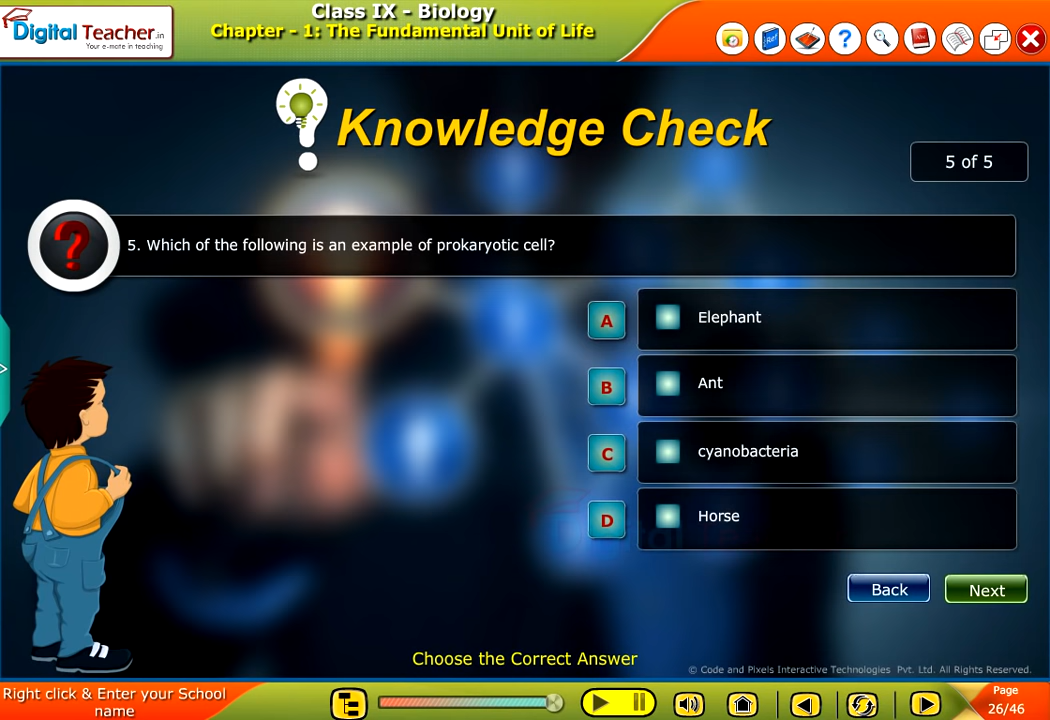 Digital Teacher.in
Your e-mate in teaching
Class IX - Biology
Chapter - 1: The Fundamental Unit of Life
Knowledge Check
5 of 5
5. Which of the following is an example of prokaryotic cell?
A Elephant
B Ant
C cyanobacteria
D Horse
Back Next
Choose the Correct Answer
© Code and Pixels Interactive Technologies Pvt. Ltd. All Rights Reserved.
Right click & Enter your School
name
Page
26/46